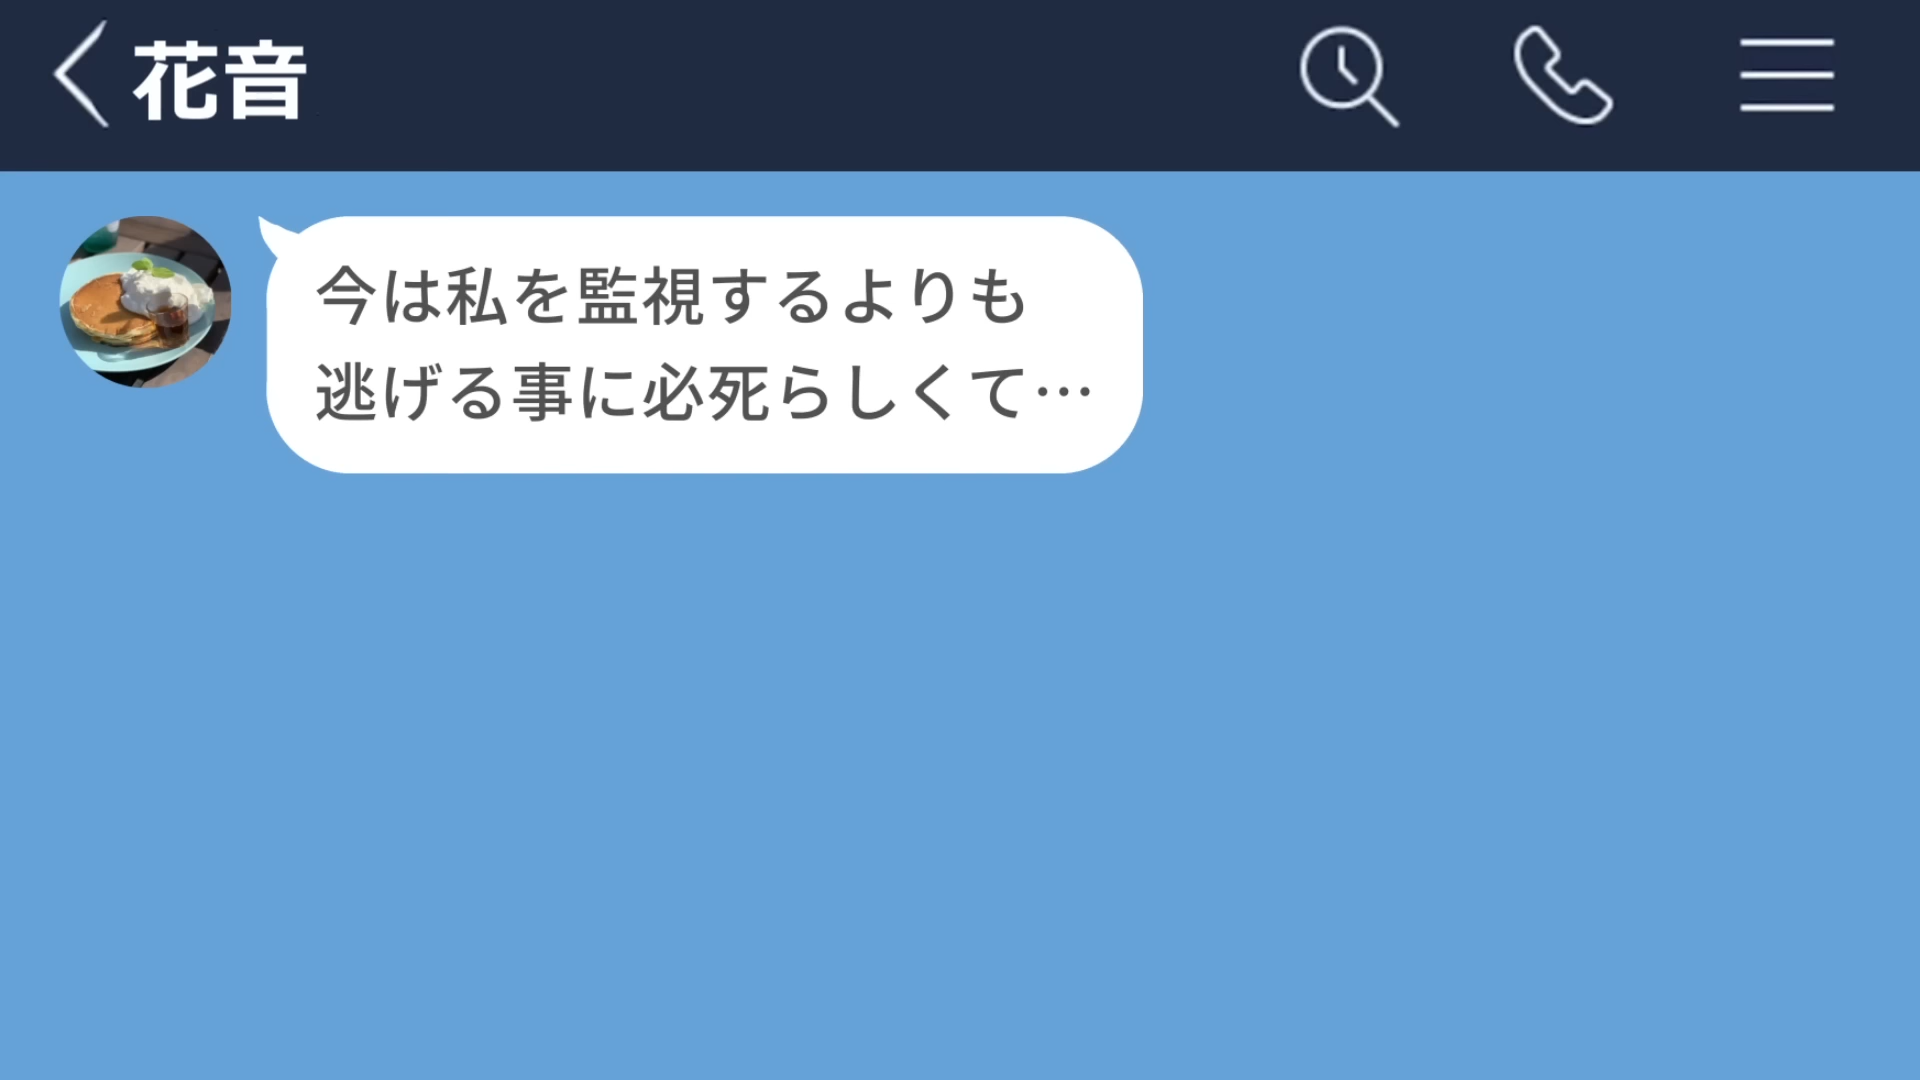 花音
今は私を監視するよりも
逃げる事に必死らしくて…